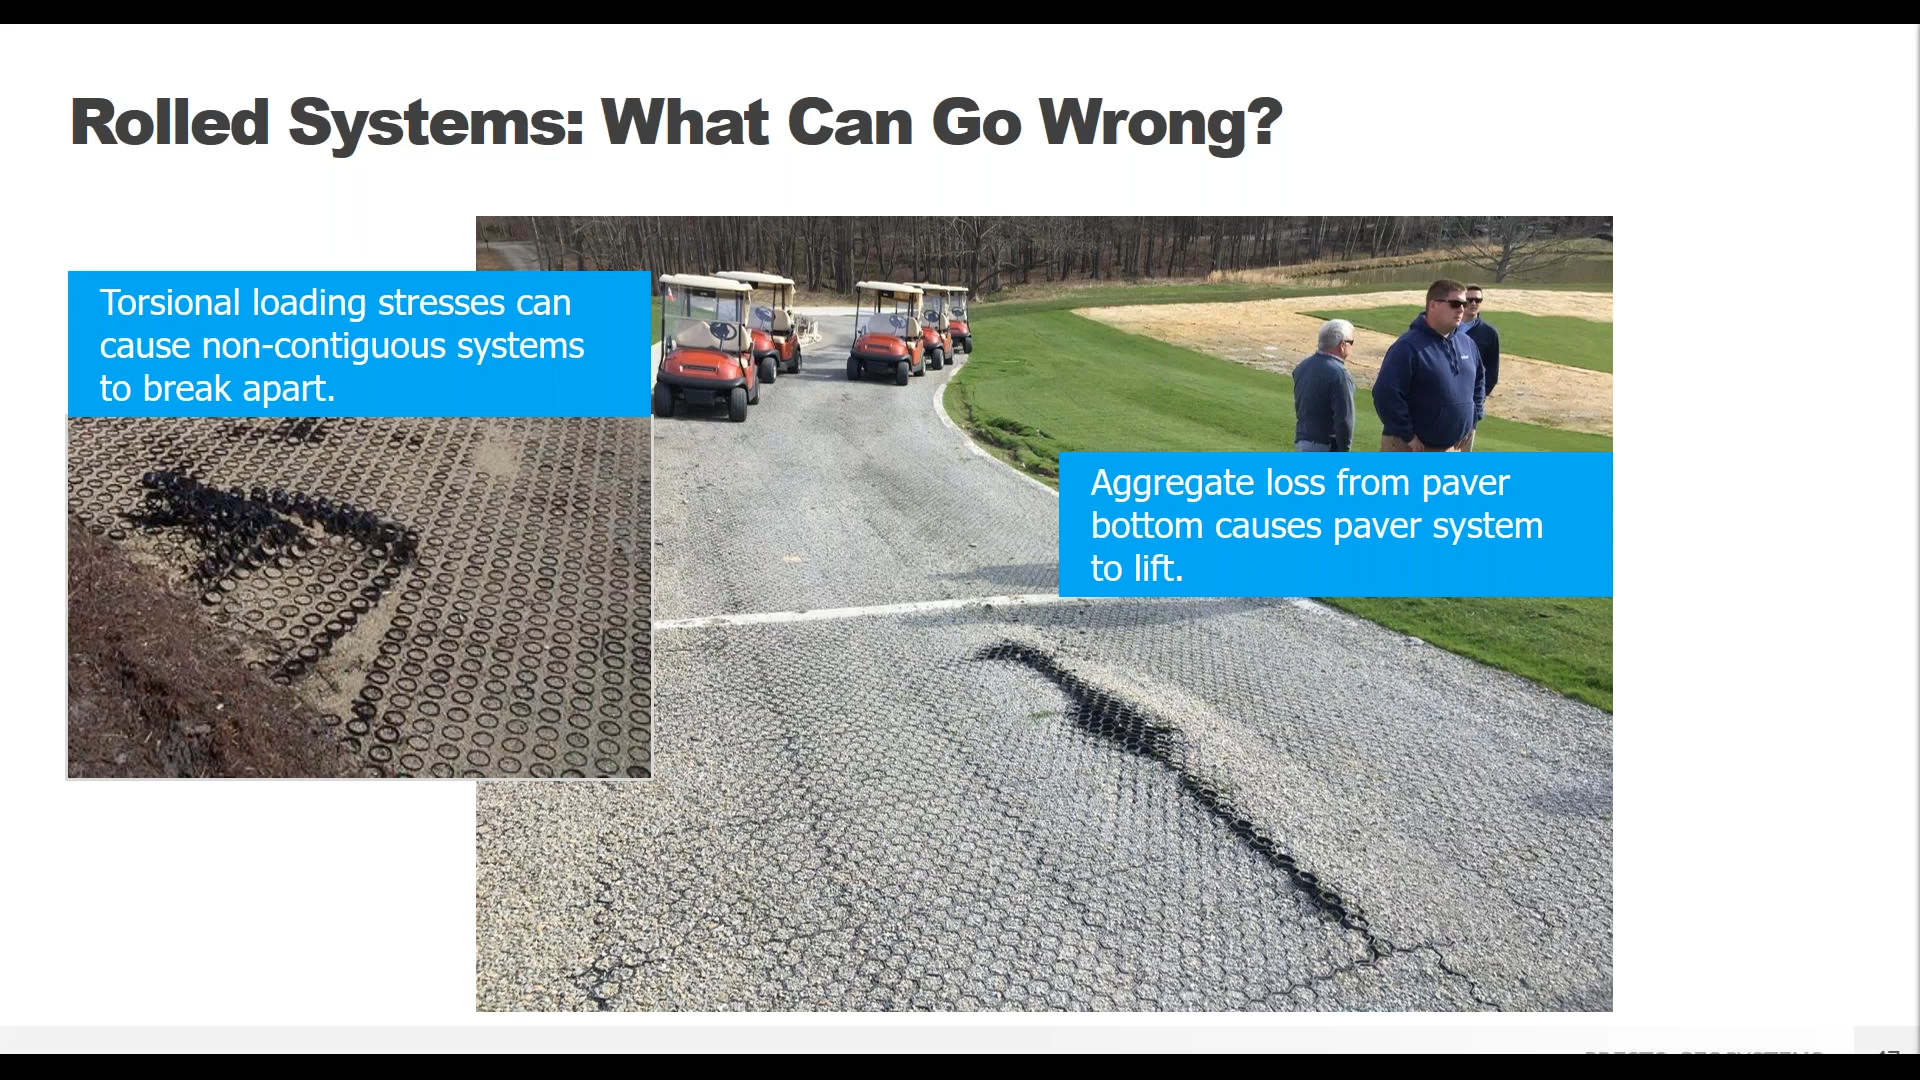 Rolled Systems: What Can Go Wrong?
Torsional loading stresses can
cause non-contiguous systems
to break apart.
Aggregate loss from paver
bottom causes paver system
to lift.